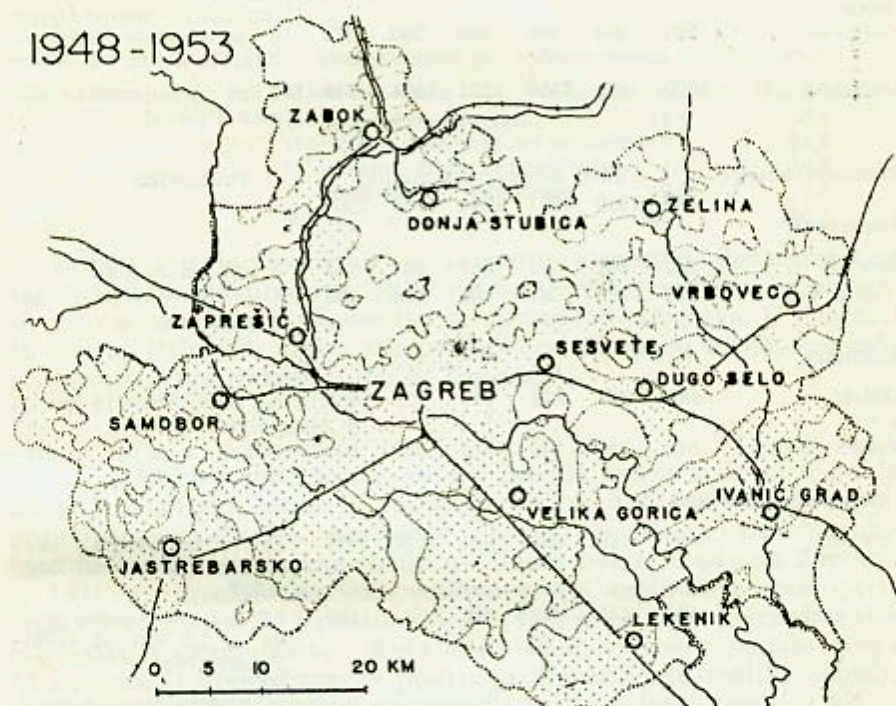 1948-1953
ZABOK
DONJA STUBICA
ZELINA
VRBOVEC
ZAPREŠIĆ
SESVETE
ZAGREB
DUGO SELO
SAMOBOR
VELIKA GORICA
IVANIĆ GRAD
JASTREBARSKO
LEKENIK
0 5 10 20 KM